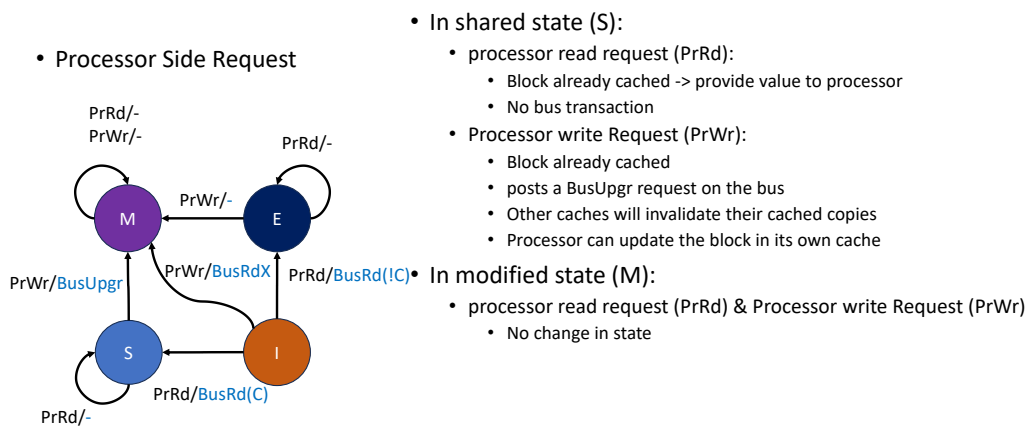 • Processor Side Request
PrRd/-
PrWr/-
PrRd/-
M
PrWr/-
E
PrWr/BusUpgr
PrWr/BusRdX
PrRd/BusRd(!C)
S
I
PrRd/BusRd(C)
PrRd/-
• In shared state (S):
• processor read request (PrRd):
• Block already cached -> provide value to processor
• No bus transaction
• Processor write Request (PrWr):
• Block already cached
• posts a BusUpgr request on the bus
• Other caches will invalidate their cached copies
• Processor can update the block in its own cache
• In modified state (M):
• processor read request (PrRd) & Processor write Request (PrWr)
• No change in state